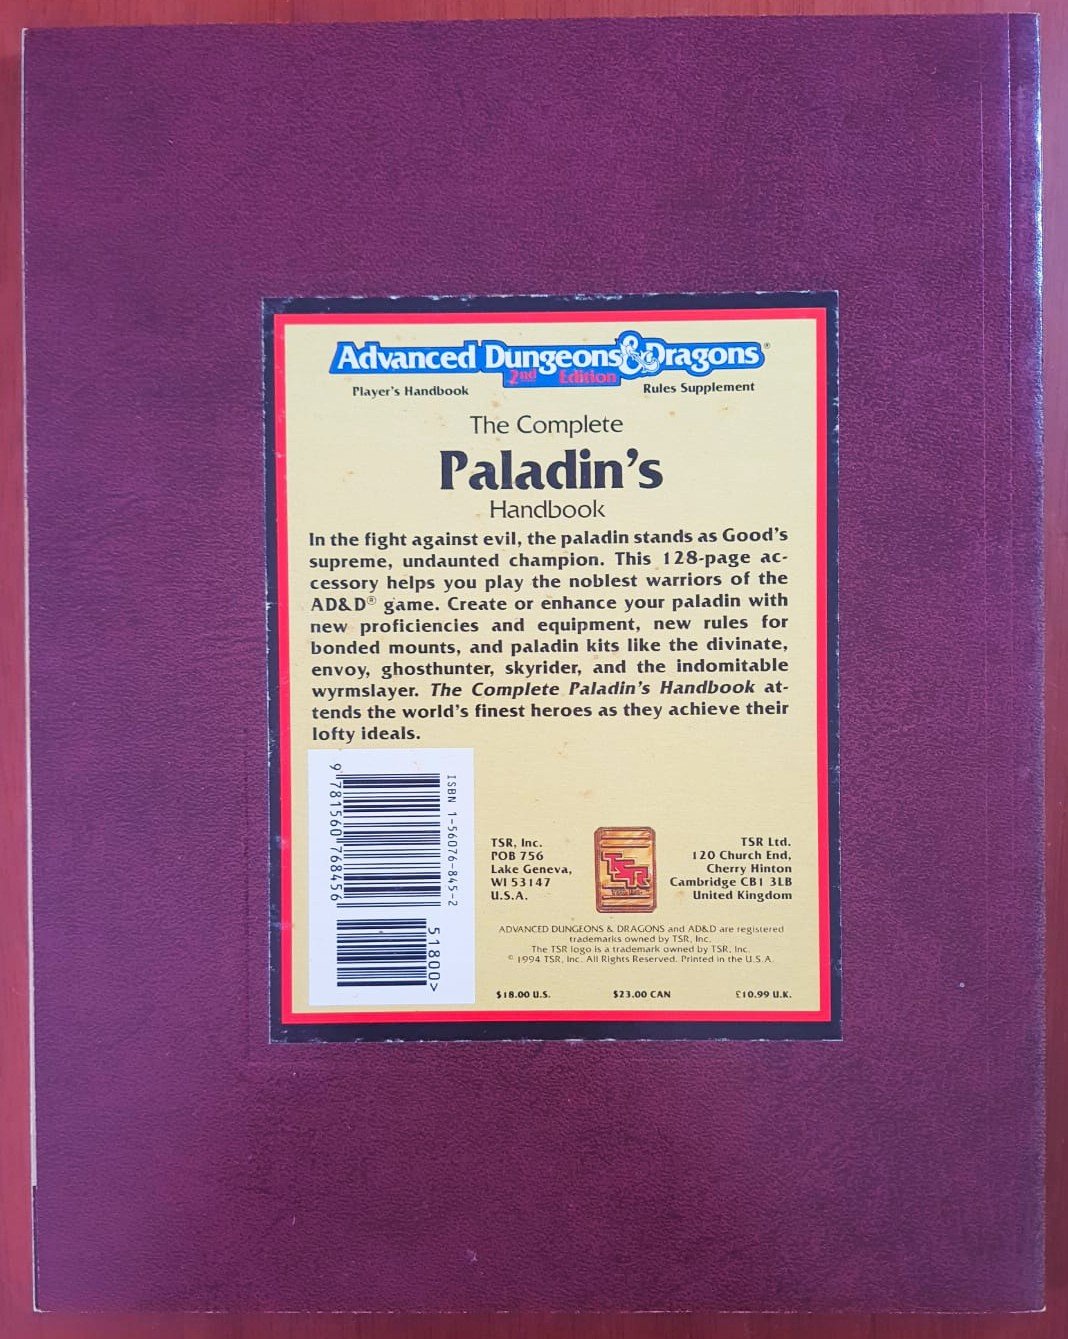 Advanced Dungeons & Dragons®
2nd Edition
Player's Handbook
Rules Supplement
The Complete
Paladin's
Handbook
In the fight against evil, the paladin stands as Good's
supreme, undaunted champion. This 128-page ac-
cessory helps you play the noblest warriors of the
AD&D® game. Create or enhance your paladin with
new proficiencies and equipment, new rules for
bonded mounts, and paladin kits like the divinate,
envoy, ghosthunter, skyrider, and the indomitable
wyrmslayer. The Complete Paladin's Handbook at-
tends the world's finest heroes as they achieve their
lofty ideals.
ISBN 1-56076-845-2
9 781560 768456
51800>
TSR, Inc.
POB 756
Lake Geneva,
WI 53147
U.S.A.
TSR
TSR Ltd.
120 Church End,
Cherry Hinton
Cambridge CB1 3LB
United Kingdom
ADVANCED DUNGEONS & DRAGONS and AD&D are registered
trademarks owned by TSR, Inc.
The TSR logo is a trademark owned by TSR, Inc.
© 1994 TSR, Inc. All Rights Reserved. Printed in the U.S.A.
$18.00 U.S.
$23.00 CAN
£10.99 U.K.